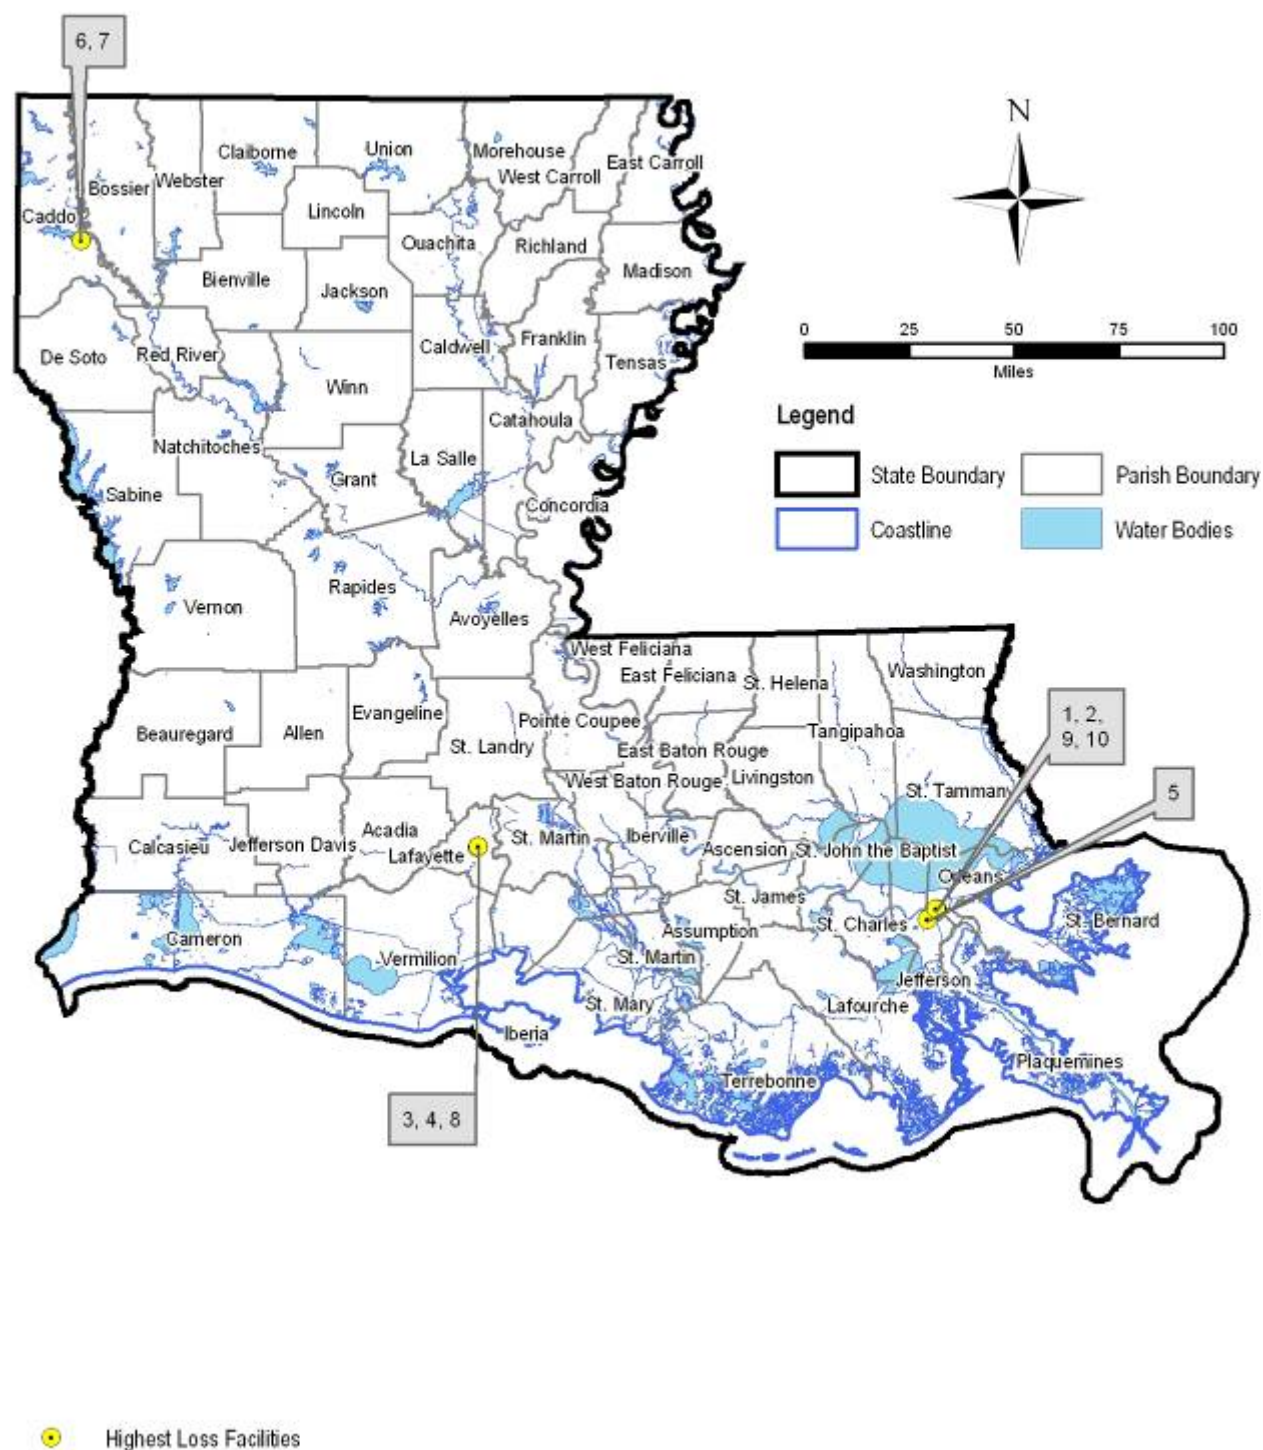 6, 7
N
Claiborne
Union
Morehouse
West Carroll
East Carroll
Bossier
Webster
Lincoln
Caddo
Ouachita
Richland
Madison
Bienville
Jackson
0 25 50 75 100
Miles
De Soto
Red River
Caldwell
Franklin
Tensas
Winn
Legend
Natchitoches
Catahoula
La Salle
Grant
Sabine
Concordia
State Boundary
Parish Boundary
Coastline
Water Bodies
Rapides
Vernon
Avoyelles
West Feliciana
East Feliciana
St. Helena
Washington
Evangeline
Pointe Coupee
Beauregard
Allen
St. Landry
Tangipahoa
1, 2,
9, 10
East Baton Rouge
West Baton Rouge
Livingston
St. Tammany
5
Acadia
St. Martin
Iberville
Calcasieu
Jefferson Davis
Lafayette
Ascension
St. John the Baptist
Orleans
St. James
St. Charles
St. Bernard
Cameron
Assumption
Vermilion
St. Martin
Jefferson
St. Mary
Lafourche
Iberia
Plaquemines
Terrebonne
3, 4, 8
Highest Loss Facilities